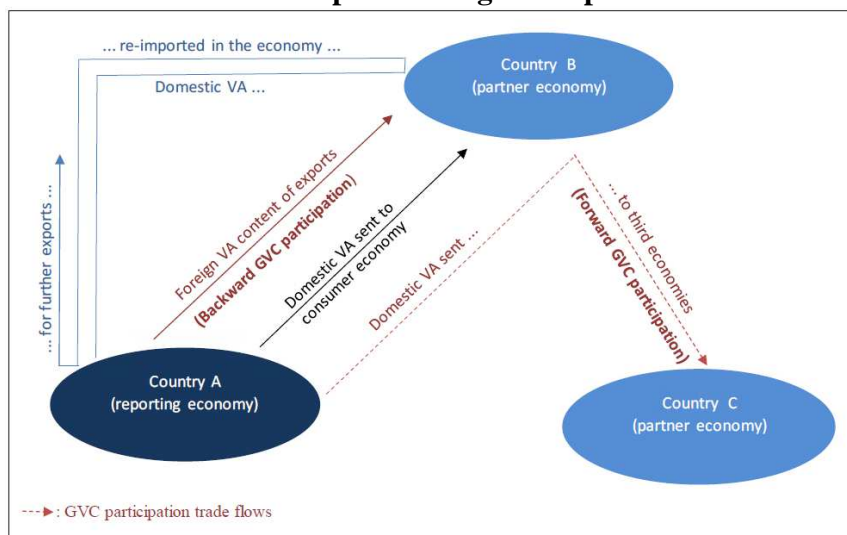 ... re-imported in the economy ...
Domestic VA ...
Country B
(partner economy)
... for further exports ...
Foreign VA content of exports
(Backward GVC participation)
Domestic VA sent to
consumer economy
Domestic VA sent ...
... to third economies
(Forward GVC participation)
Country A
(reporting economy)
Country C
(partner economy)
: GVC participation trade flows